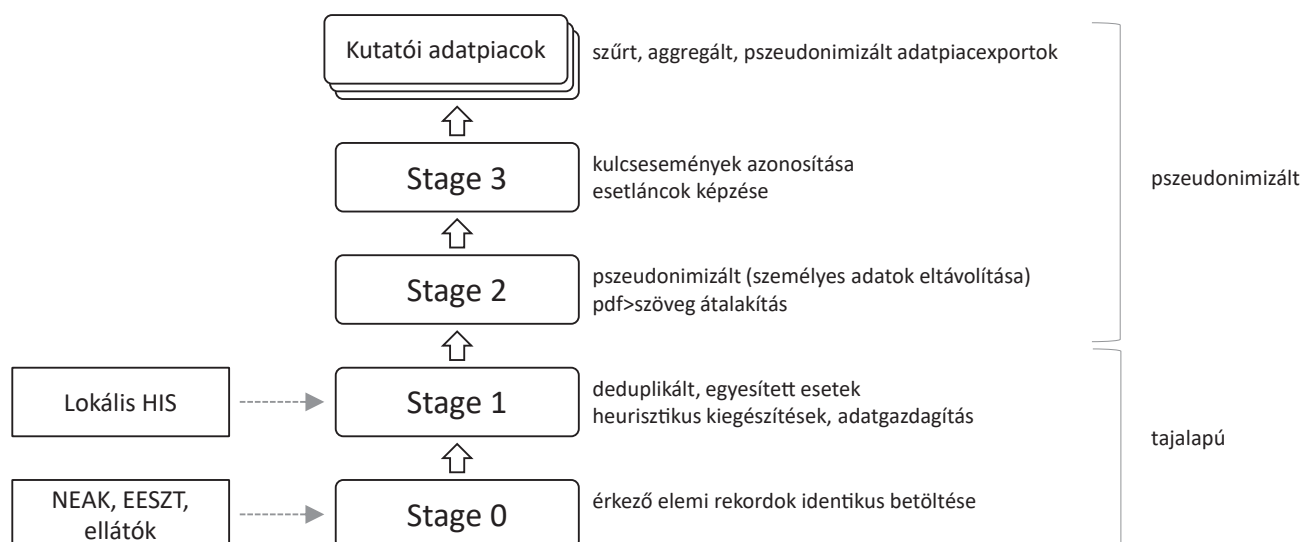 Kutatói adatpiacok
szűrt, aggregált, pszeudonimizált adatpiacexportok
Stage 3
kulcsesemények azonosítása
esetláncok képzése
pszeudonimizált
Stage 2
pszeudonimizált (személyes adatok eltávolítása)
pdf>szöveg átalakítás
Lokális HIS
Stage 1
deduplikált, egyesített esetek
heurisztikus kiegészítések, adatgazdagítás
tajalapú
NEAK, EESZT,
ellátók
Stage 0
érkező elemi rekordok identikus betöltése